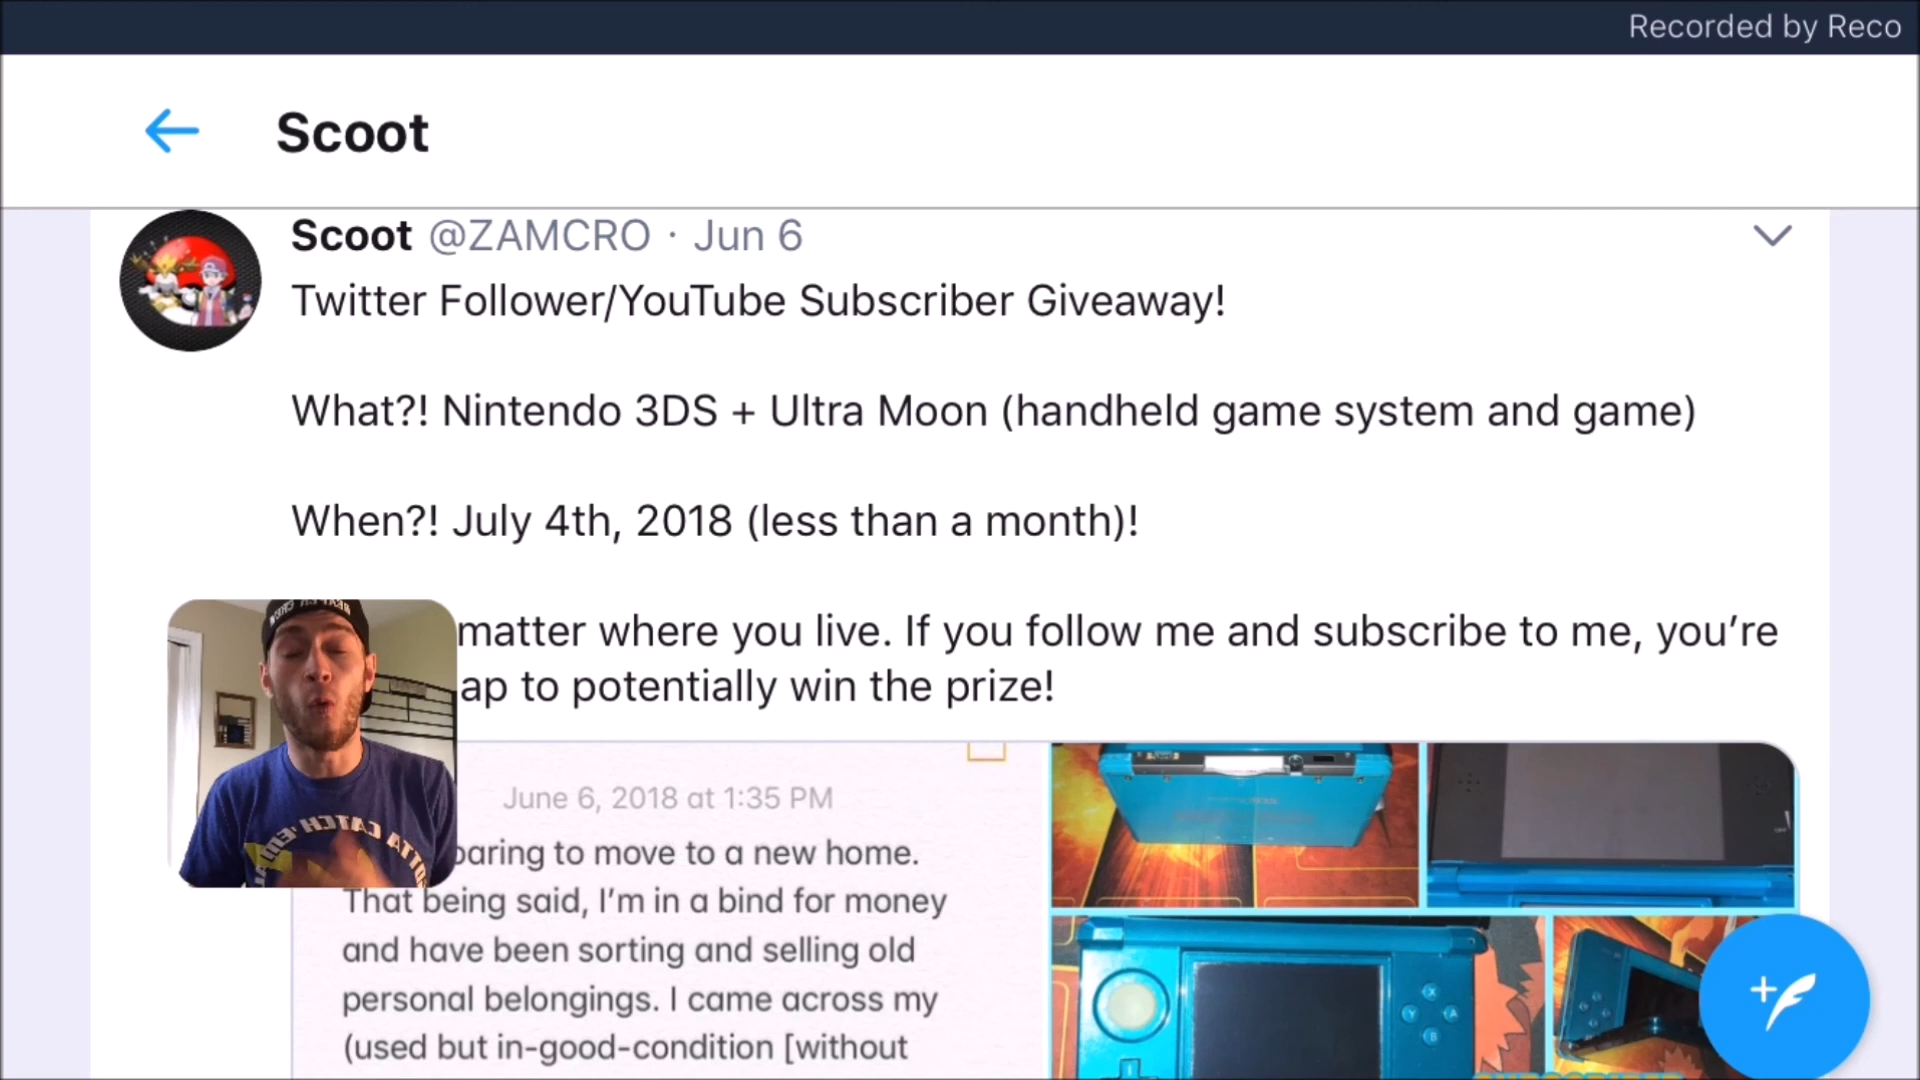 Recorded by Reco
Scoot
Scoot @ZAMCRO · Jun 6
Twitter Follower/YouTube Subscriber Giveaway!
What?! Nintendo 3DS + Ultra Moon (handheld game system and game)
When?! July 4th, 2018 (less than a month)!
matter where you live. If you follow me and subscribe to me, you’re
ap to potentially win the prize!
June 6, 2018 at 1:35 PM
paring to move to a new home.
That being said, I’m in a bind for money
and have been sorting and selling old
personal belongings. I came across my
(used but in-good-condition [without
GOTTA CATCH 'EM AL
X
Y
A
B